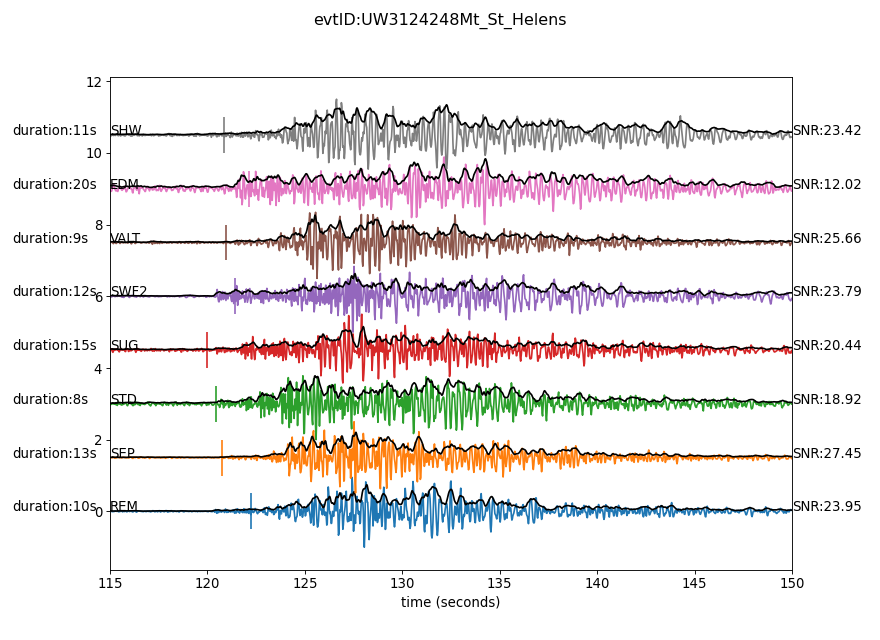 evtID:UW3124248Mt_St_Helens
12
duration:11s SHW SNR:23.42
10
duration:20s EDM SNR:12.02
8
duration:9s VALT SNR:25.66
duration:12s SWF2 SNR:23.79
6
duration:15s SUG SNR:20.44
4
duration:8s STD SNR:18.92
2
duration:13s SEP SNR:27.45
duration:10s REM SNR:23.95
0
115 120 125 130 135 140 145 150
time (seconds)